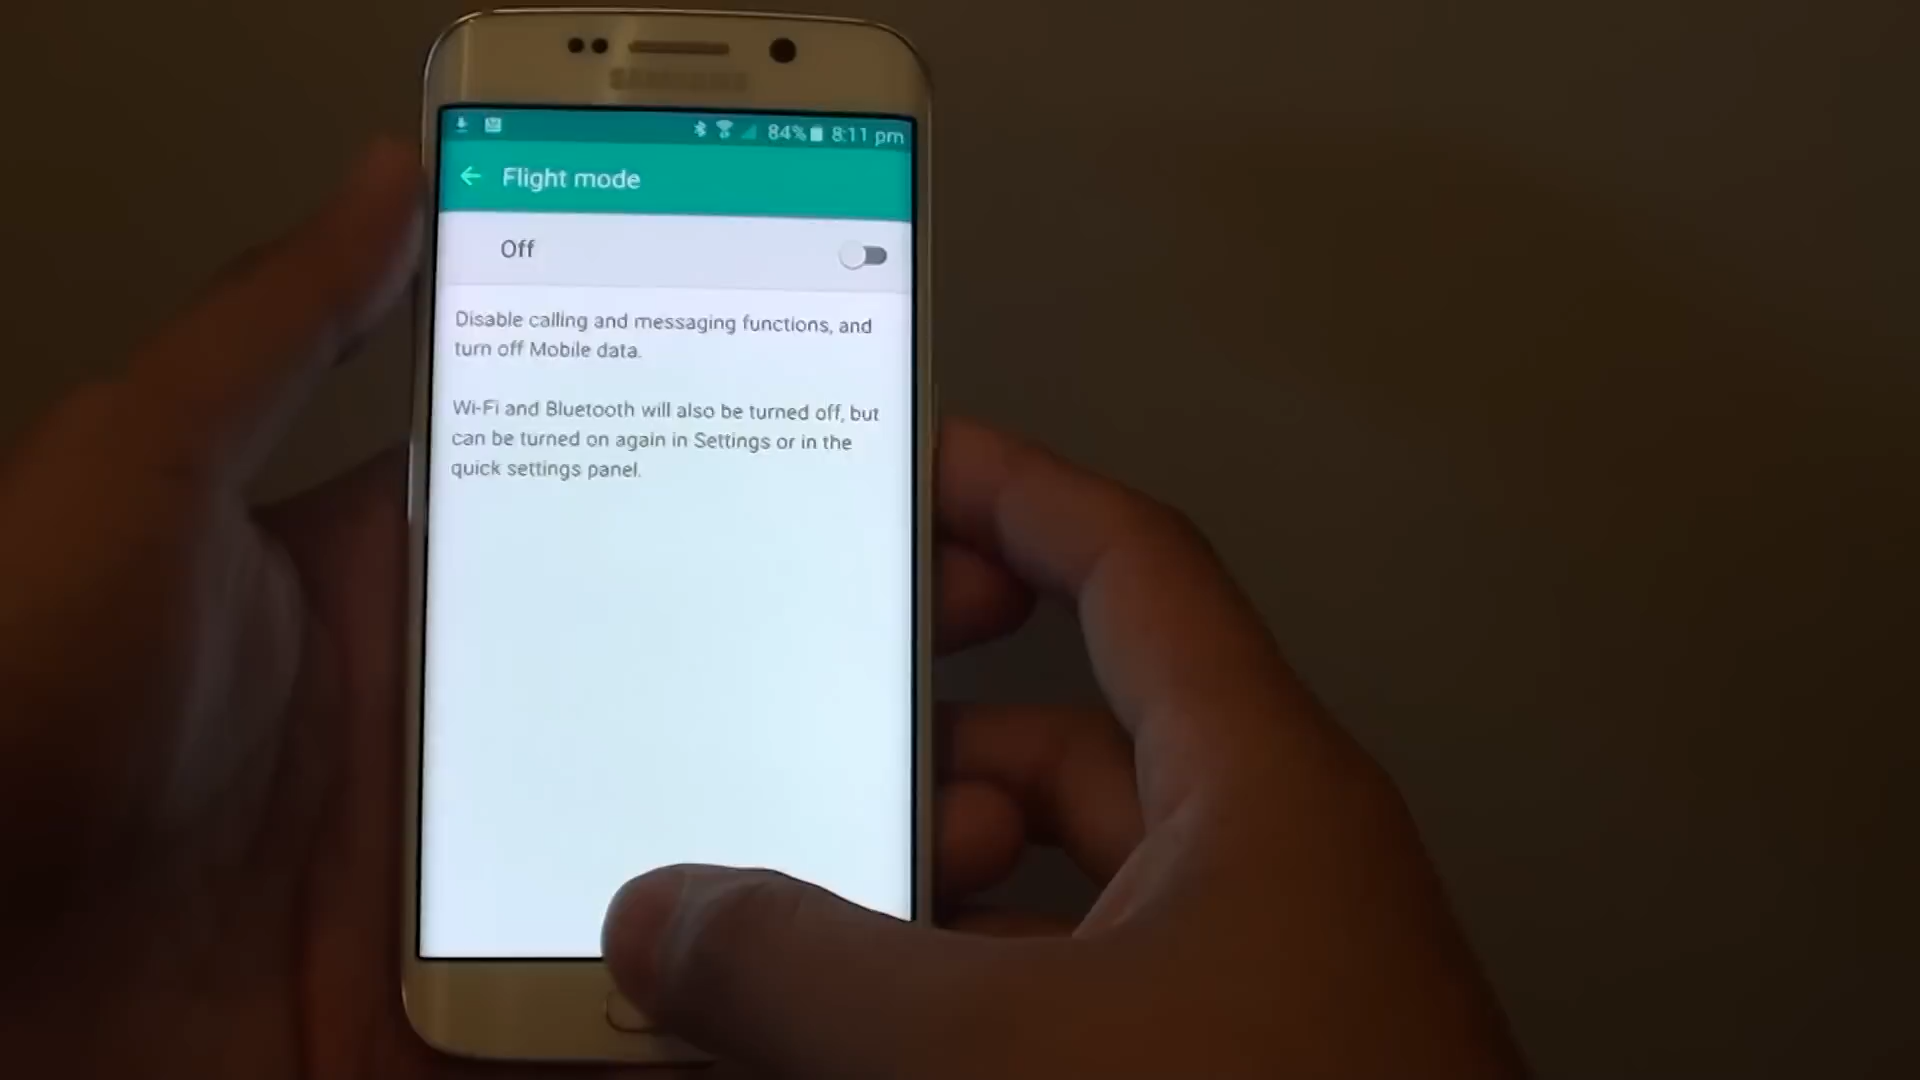 SAMSUNG
84% 8:11 pm
Flight mode
Off
Disable calling and messaging functions, and
turn off Mobile data.
Wi-Fi and Bluetooth will also be turned off, but
can be turned on again in Settings or in the
quick settings panel.